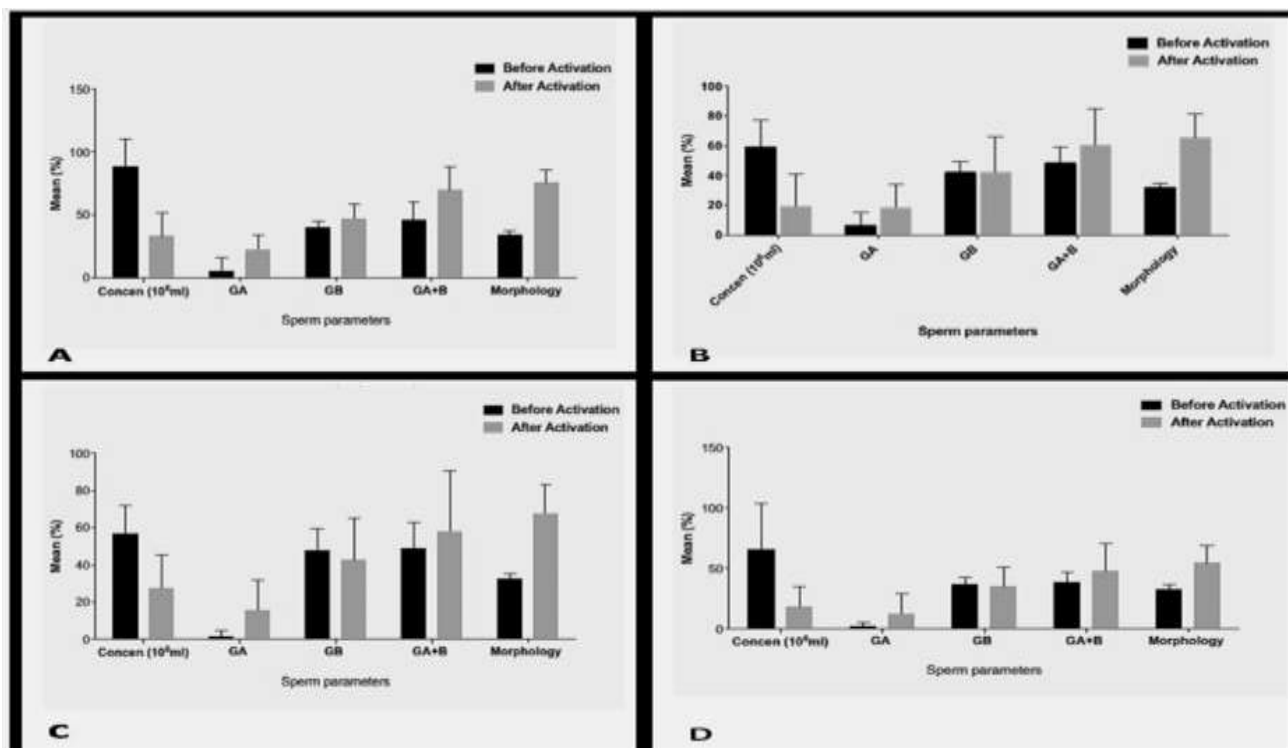 Before Activation
After Activation
150
100
50
0
Mean (%)
Concen (10⁶ml) GA GB GA+B Morphology
Sperm parameters
A
Before Activation
After Activation
100
80
60
40
20
0
Mean (%)
Concen (10⁶ml) GA GB GA+B Morphology
Sperm parameters
B
Before Activation
After Activation
100
80
60
40
20
0
Mean (%)
Concen (10⁶ml) GA GB GA+B Morphology
Sperm parameters
C
Before Activation
After Activation
150
100
50
0
Mean (%)
Concen (10⁶ml) GA GB GA+B Morphology
Sperm parameters
D